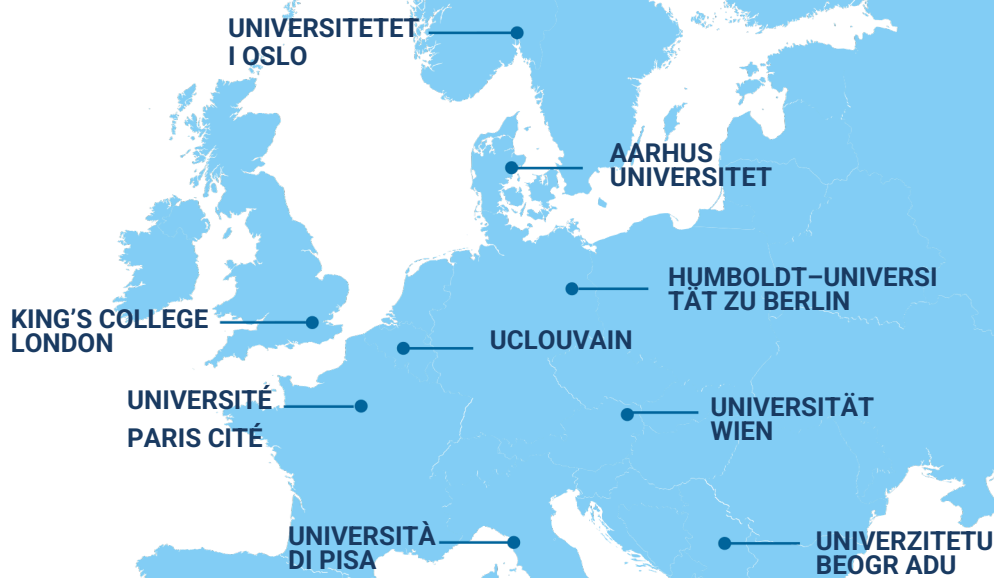 UNIVERSITETET
I OSLO
AARHUS
UNIVERSITET
HUMBOLDT–UNIVERSI
TÄT ZU BERLIN
KING’S COLLEGE
LONDON
UCLOUVAIN
UNIVERSITÉ
PARIS CITÉ
UNIVERSITÄT
WIEN
UNIVERSITÀ
DI PISA
UNIVERZITETU
BEOGR ADU